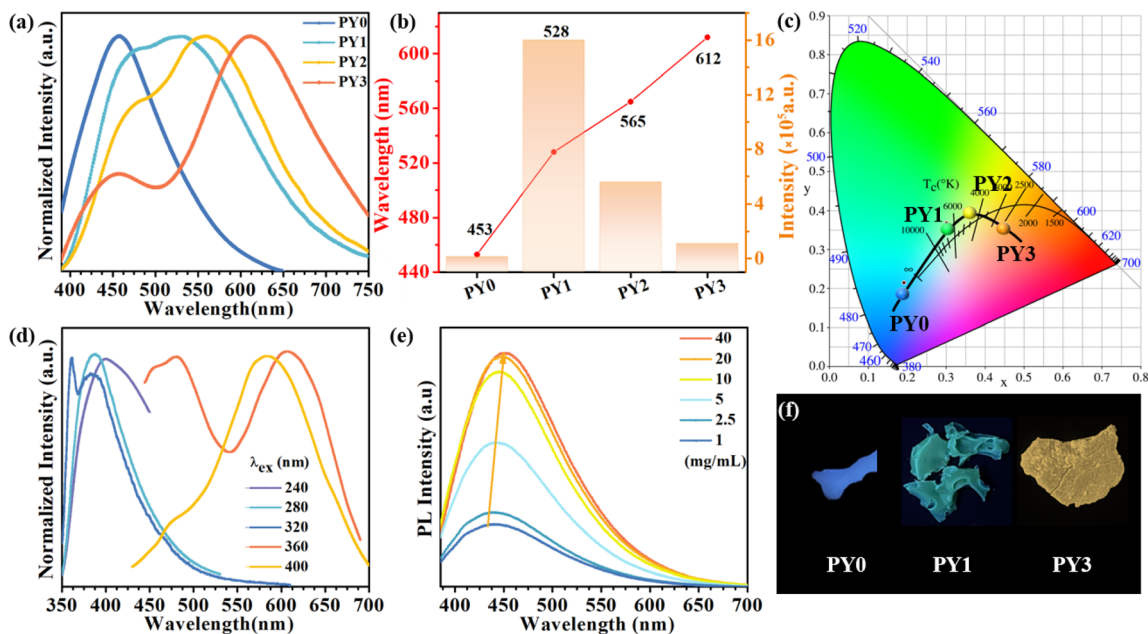 (a)
PY0
PY1
PY2
PY3
Normalized Intensity (a.u.)
400 450 500 550 600 650 700 750
Wavelength(nm)
(b)
600
560
520
480
440
Wavelength (nm)
453
528
565
612
PY0 PY1 PY2 PY3
16
12
8
4
0
Intensity (×10⁵a.u.)
(c)
0.9
0.8
0.7
0.6
0.5
y
0.4
0.3
0.2
0.1
0.0
0.0 0.1 0.2 0.3 0.4 0.5 0.6 0.7 0.8
x
520
540
560
500
580
600
620
700
490
480
470
460
380
T_C(°K)
PY2
2500
4000
6000
PY1
10000
2000
1500
PY3
∞
PY0
(d)
Normalized Intensity (a.u.)
λex (nm)
240
280
320
360
400
350 400 450 500 550 600 650 700
Wavelength(nm)
(e)
40
20
10
5
2.5
1
(mg/mL)
PL Intensity (a.u)
400 450 500 550 600 650 700
Wavelength (nm)
(f)
PY0 PY1 PY3